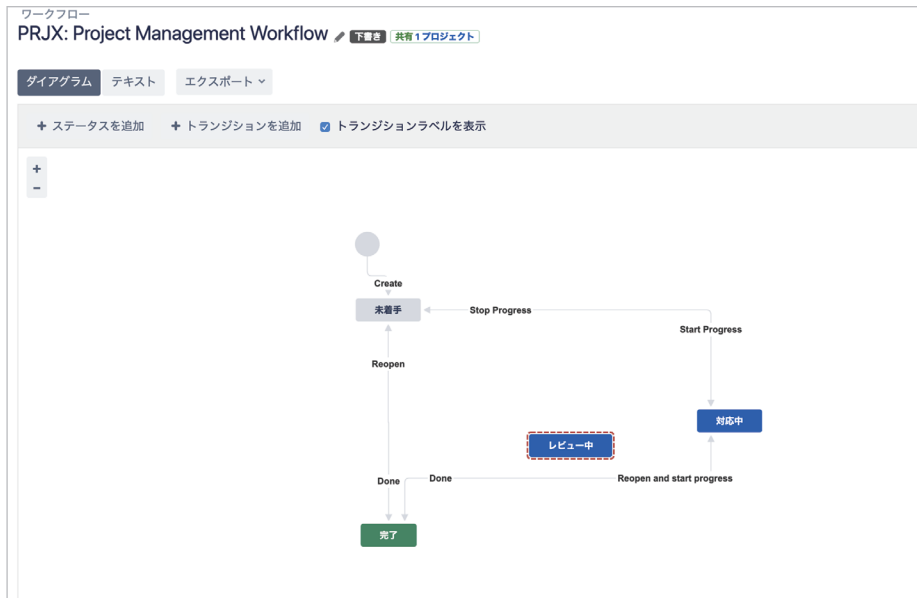 ワークフロー
PRJX: Project Management Workflow 下書き 共有 1 プロジェクト
ダイアグラム テキスト エクスポート
+ ステータスを追加 + トランジションを追加 トランジションラベルを表示
+
−
Create
未着手 Stop Progress
Start Progress
Reopen
対応中
レビュー中
Done Done Reopen and start progress
完了